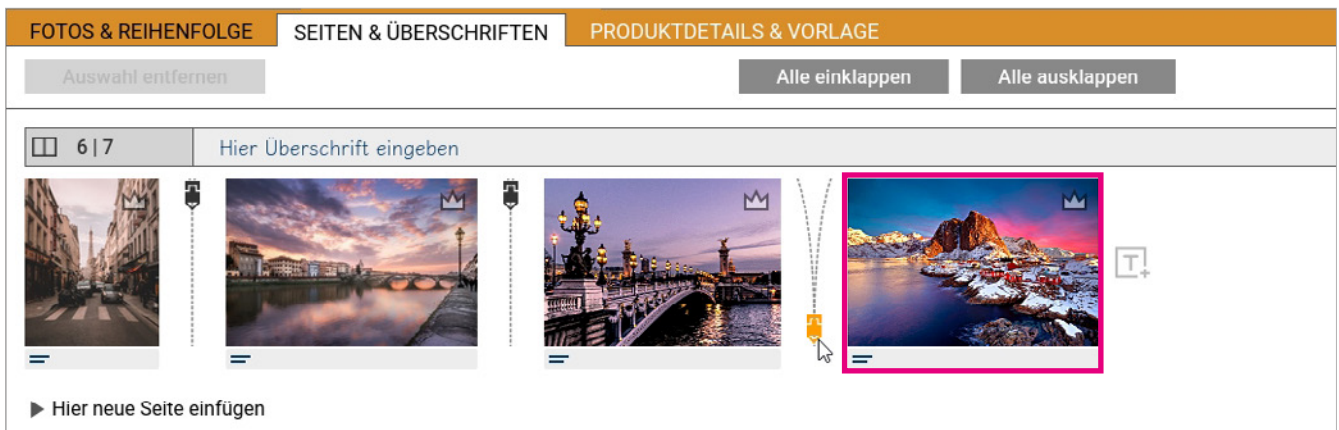 FOTOS & REIHENFOLGE SEITEN & ÜBERSCHRIFTEN PRODUKTDETAILS & VORLAGE
Auswahl entfernen Alle einklappen Alle ausklappen
6|7 Hier Überschrift eingeben
T+
Hier neue Seite einfügen